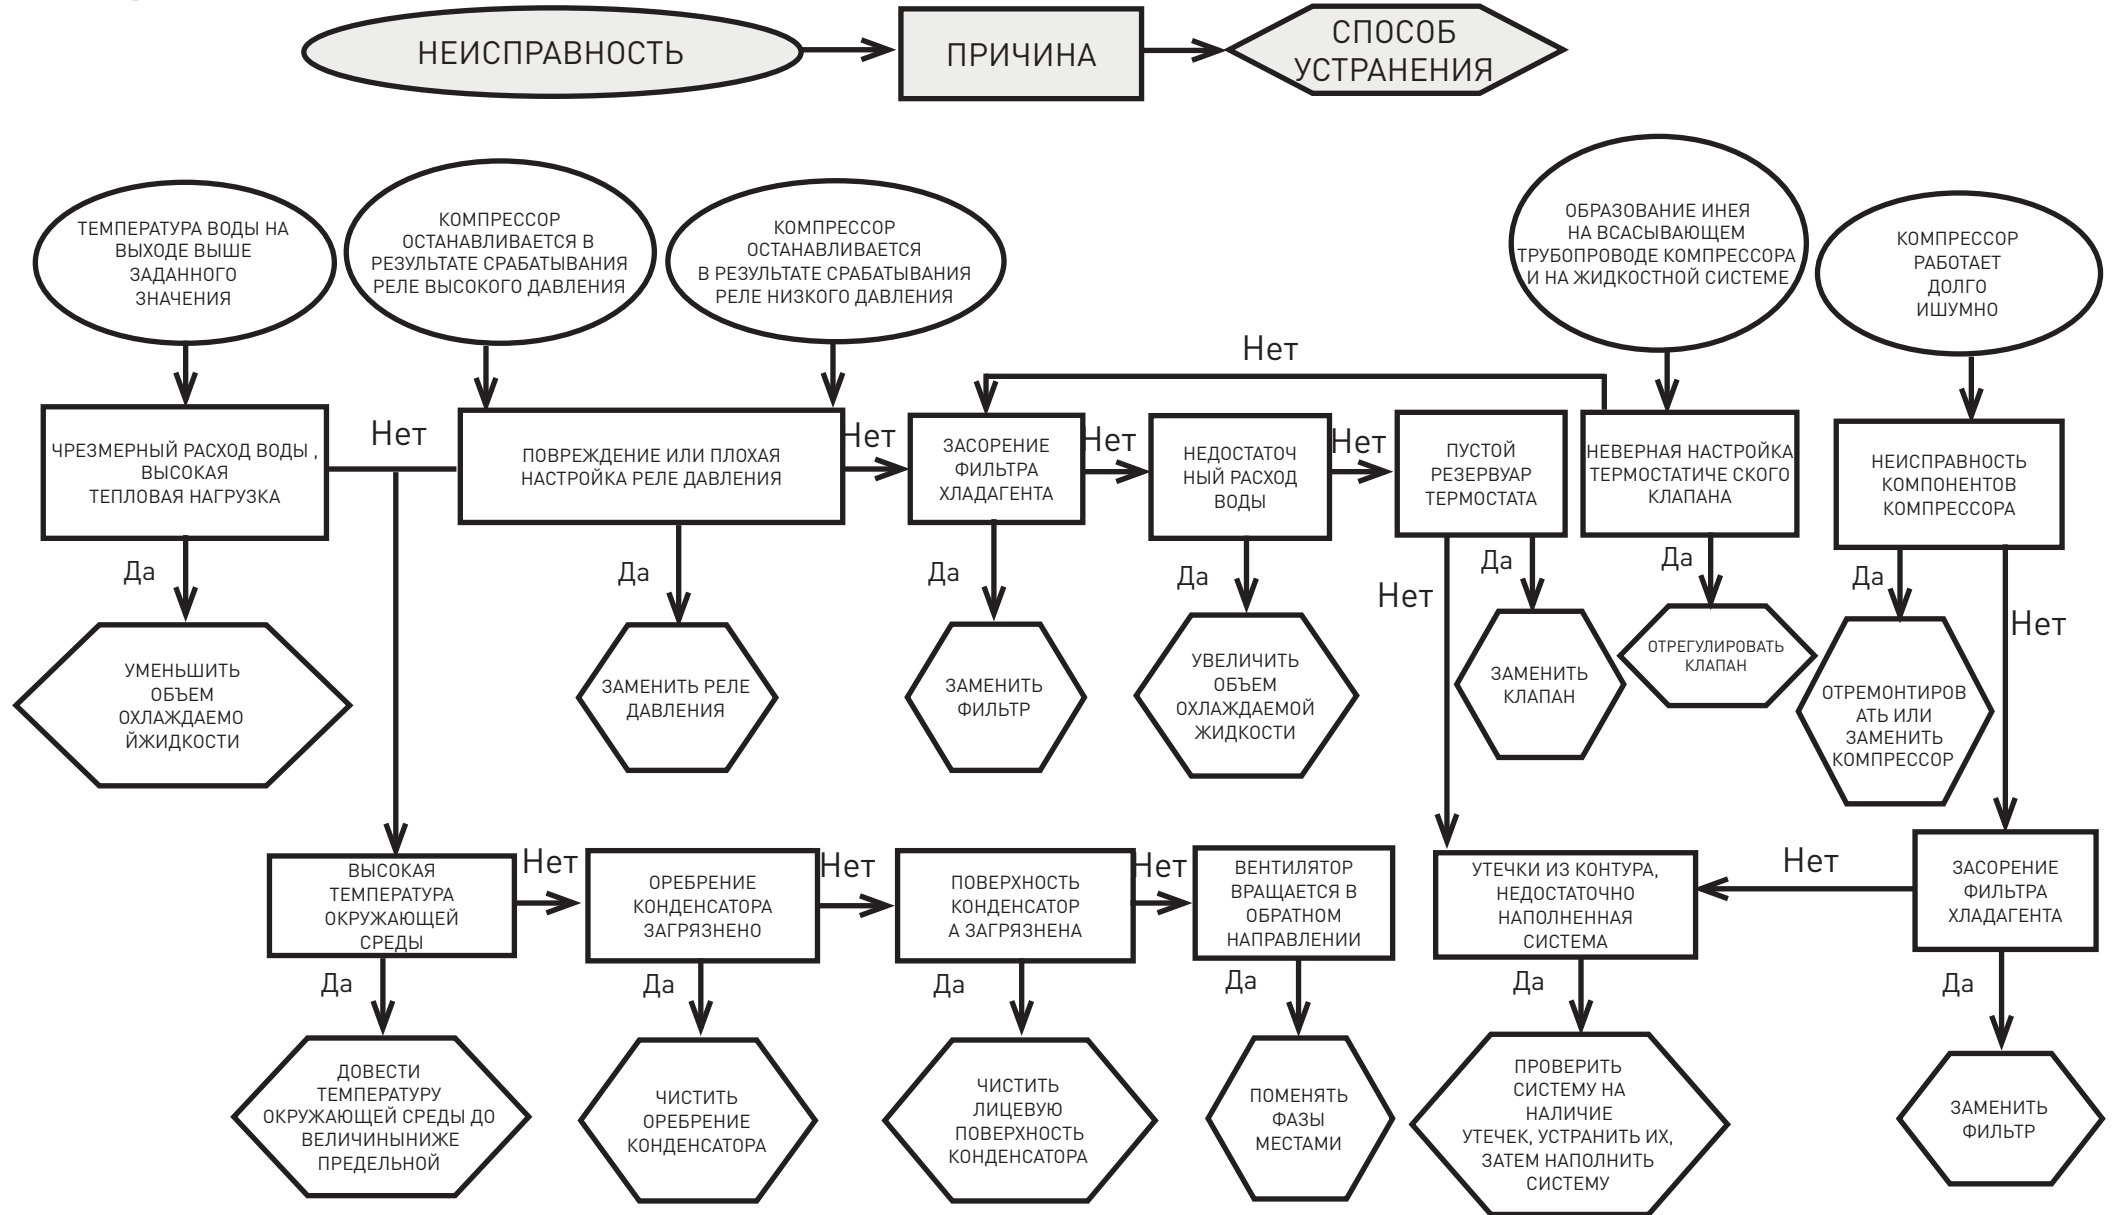 НЕИСПРАВНОСТЬ
ПРИЧИНА
СПОСОБ
УСТРАНЕНИЯ
ТЕМПЕРАТУРА ВОДЫ НА
ВЫХОДЕ ВЫШЕ
ЗАДАННОГО
ЗНАЧЕНИЯ
КОМПРЕССОР
ОСТАНАВЛИВАЕТСЯ В
РЕЗУЛЬТАТЕ СРАБАТЫВАНИЯ
РЕЛЕ ВЫСОКОГО ДАВЛЕНИЯ
КОМПРЕССОР
ОСТАНАВЛИВАЕТСЯ
В РЕЗУЛЬТАТЕ СРАБАТЫВАНИЯ
РЕЛЕ НИЗКОГО ДАВЛЕНИЯ
ОБРАЗОВАНИЕ ИНЕЯ
НА ВСАСЫВАЮЩЕМ
ТРУБОПРОВОДЕ КОМПРЕССОРА
И НА ЖИДКОСТНОЙ СИСТЕМЕ
КОМПРЕССОР
РАБОТАЕТ
ДОЛГО
ИШУМНО
Нет
ЧРЕЗМЕРНЫЙ РАСХОД ВОДЫ ,
ВЫСОКАЯ
ТЕПЛОВАЯ НАГРУЗКА
Нет
ПОВРЕЖДЕНИЕ ИЛИ ПЛОХАЯ
НАСТРОЙКА РЕЛЕ ДАВЛЕНИЯ
Нет
ЗАСОРЕНИЕ
ФИЛЬТРА
ХЛАДАГЕНТА
Нет
НЕДОСТАТОЧ
НЫЙ РАСХОД
ВОДЫ
Нет
ПУСТОЙ
РЕЗЕРВУАР
ТЕРМОСТАТА
НЕВЕРНАЯ НАСТРОЙКА
ТЕРМОСТАТИЧЕ СКОГО
КЛАПАНА
НЕИСПРАВНОСТЬ
КОМПОНЕНТОВ
КОМПРЕССОРА
Да
Да
Да
Да
Нет
Да
Да
Да
Нет
УМЕНЬШИТЬ
ОБЪЕМ
ОХЛАЖДАЕМО
ЙЖИДКОСТИ
ЗАМЕНИТЬ РЕЛЕ
ДАВЛЕНИЯ
ЗАМЕНИТЬ
ФИЛЬТР
УВЕЛИЧИТЬ
ОБЪЕМ
ОХЛАЖДАЕМОЙ
ЖИДКОСТИ
ЗАМЕНИТЬ
КЛАПАН
ОТРЕГУЛИРОВАТЬ
КЛАПАН
ОТРЕМОНТИРОВ
АТЬ ИЛИ
ЗАМЕНИТЬ
КОМПРЕССОР
ВЫСОКАЯ
ТЕМПЕРАТУРА
ОКРУЖАЮЩЕЙ
СРЕДЫ
Нет
ОРЕБРЕНИЕ
КОНДЕНСАТОРА
ЗАГРЯЗНЕНО
Нет
ПОВЕРХНОСТЬ
КОНДЕНСАТОР
А ЗАГРЯЗНЕНА
Нет
ВЕНТИЛЯТОР
ВРАЩАЕТСЯ В
ОБРАТНОМ
НАПРАВЛЕНИИ
УТЕЧКИ ИЗ КОНТУРА,
НЕДОСТАТОЧНО
НАПОЛНЕННАЯ
СИСТЕМА
Нет
ЗАСОРЕНИЕ
ФИЛЬТРА
ХЛАДАГЕНТА
Да
Да
Да
Да
Да
Да
ДОВЕСТИ
ТЕМПЕРАТУРУ
ОКРУЖАЮЩЕЙ СРЕДЫ ДО
ВЕЛИЧИНЫНИЖЕ
ПРЕДЕЛЬНОЙ
ЧИСТИТЬ
ОРЕБРЕНИЕ
КОНДЕНСАТОРА
ЧИСТИТЬ
ЛИЦЕВУЮ
ПОВЕРХНОСТЬ
КОНДЕНСАТОРА
ПОМЕНЯТЬ
ФАЗЫ
МЕСТАМИ
ПРОВЕРИТЬ
СИСТЕМУ НА
НАЛИЧИЕ
УТЕЧЕК, УСТРАНИТЬ ИХ,
ЗАТЕМ НАПОЛНИТЬ
СИСТЕМУ
ЗАМЕНИТЬ
ФИЛЬТР